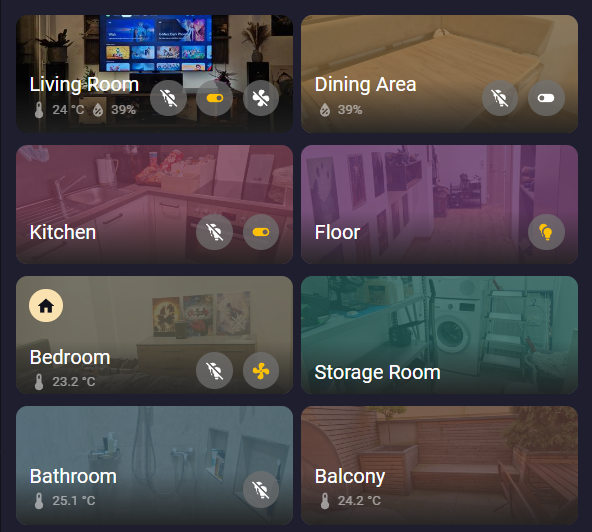 Living Room
24 °C 39%
Dining Area
39%
Kitchen
Floor
Bedroom
23.2 °C
Storage Room
Bathroom
25.1 °C
Balcony
24.2 °C